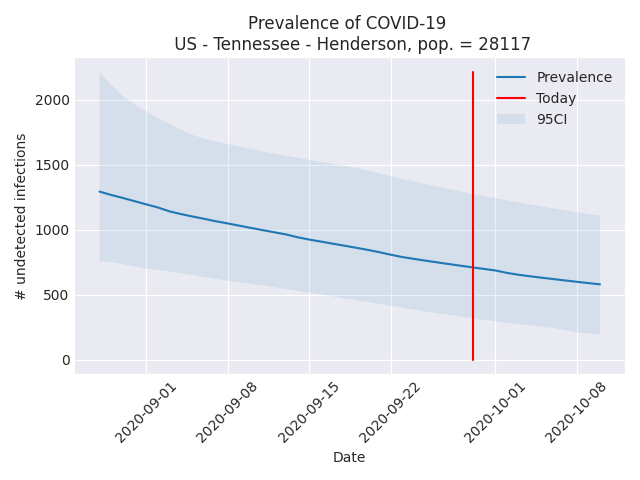 Prevalence of COVID-19
US - Tennessee - Henderson, pop. = 28117
Prevalence
Today
95CI
2000
1500
1000
500
0
# undetected infections
2020-09-01
2020-09-08
2020-09-15
2020-09-22
2020-10-01
2020-10-08
Date